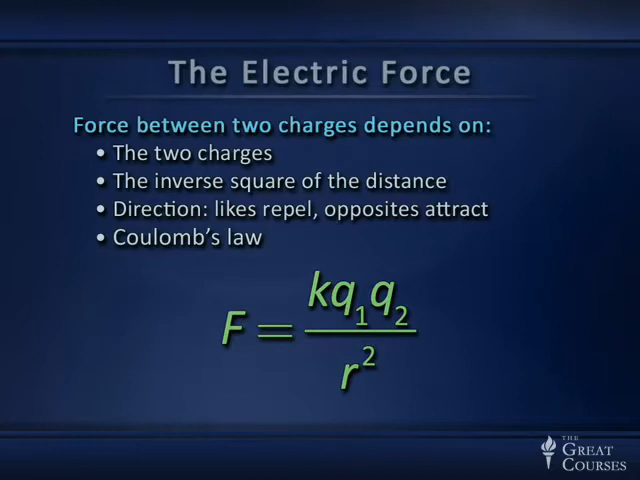 The Electric Force
Force between two charges depends on:
• The two charges
• The inverse square of the distance
• Direction: likes repel, opposites attract
• Coulomb's law
F = kq₁q₂ / r²
THE
GREAT
COURSES